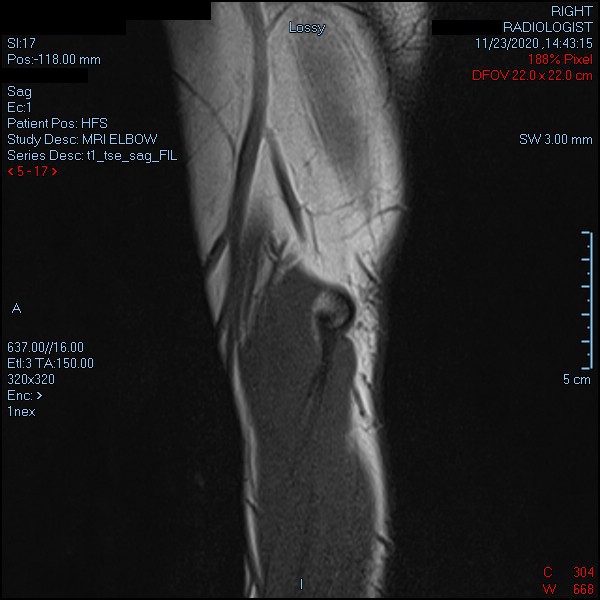 Lossy
SI:17
Pos:-118.00 mm
Sag
Ec:1
Patient Pos: HFS
Study Desc: MRI ELBOW
Series Desc: t1_tse_sag_FIL
< 5 - 17 >
RIGHT
RADIOLOGIST
11/23/2020 ,14:43:15
188% Pixel
DFOV 22.0 x 22.0 cm
SW 3.00 mm
A
637.00//16.00
Etl:3 TA:150.00
320x320
Enc: >
1nex
5 cm
I
C 304
W 668